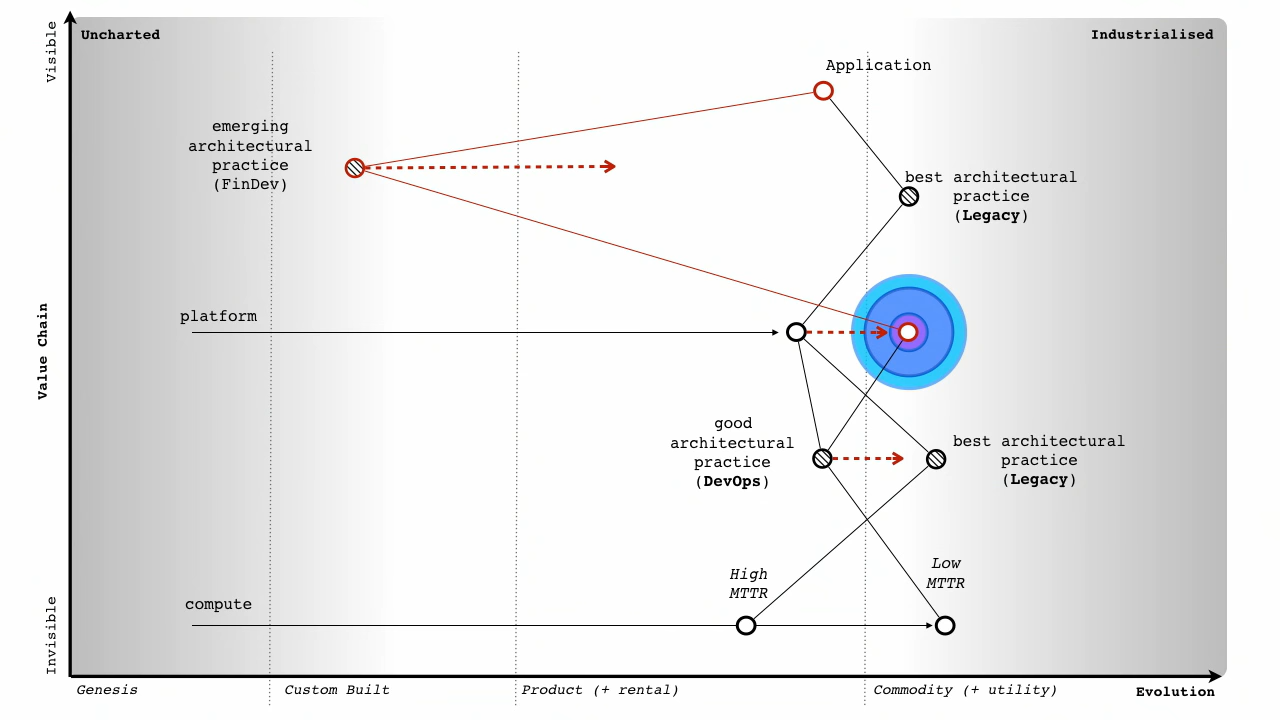 Visible
Uncharted
Industrialised
Application
emerging
architectural
practice
(FinDev)
best architectural
practice
(Legacy)
platform
Value Chain
good
architectural
practice
(DevOps)
best architectural
practice
(Legacy)
High
MTTR
Low
MTTR
compute
Invisible
Genesis
Custom Built
Product (+ rental)
Commodity (+ utility)
Evolution